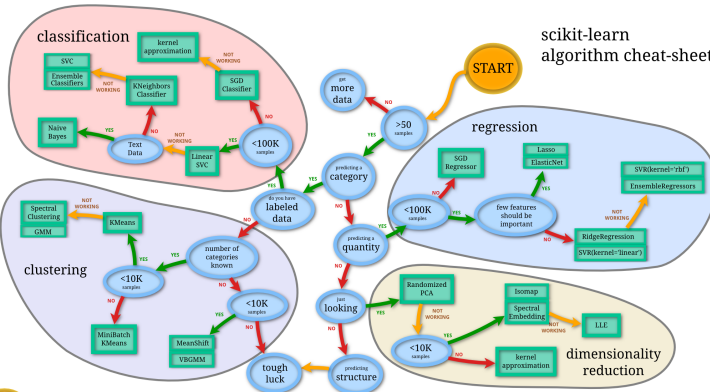 classification
scikit-learn
algorithm cheat-sheet
kernel
approximation
NOT
WORKING
SVC
Ensemble
Classifiers
NOT
WORKING
KNeighbors
Classifier
SGD
Classifier
NO
START
get
more
data
NO
>50
samples
YES
Naive
Bayes
YES
Text
Data
NO
NOT
WORKING
Linear
SVC
YES
<100K
samples
YES
predicting a
category
YES
do you have
labeled
data
NO
NO
regression
SGD
Regressor
Lasso
ElasticNet
SVR(kernel='rbf')
EnsembleRegressors
NO
YES
NOT
WORKING
<100K
samples
YES
few features
should be
important
NO
RidgeRegression
SVR(kernel='linear')
predicting a
quantity
YES
NO
clustering
Spectral
Clustering
GMM
NOT
WORKING
KMeans
YES
number of
categories
known
YES
NO
<10K
samples
NO
<10K
samples
YES
NO
MiniBatch
KMeans
MeanShift
VBGMM
just
looking
YES
NO
Randomized
PCA
NOT
WORKING
Isomap
Spectral
Embedding
NOT
WORKING
LLE
<10K
samples
YES
NO
kernel
approximation
dimensionality
reduction
tough
luck
predicting
structure